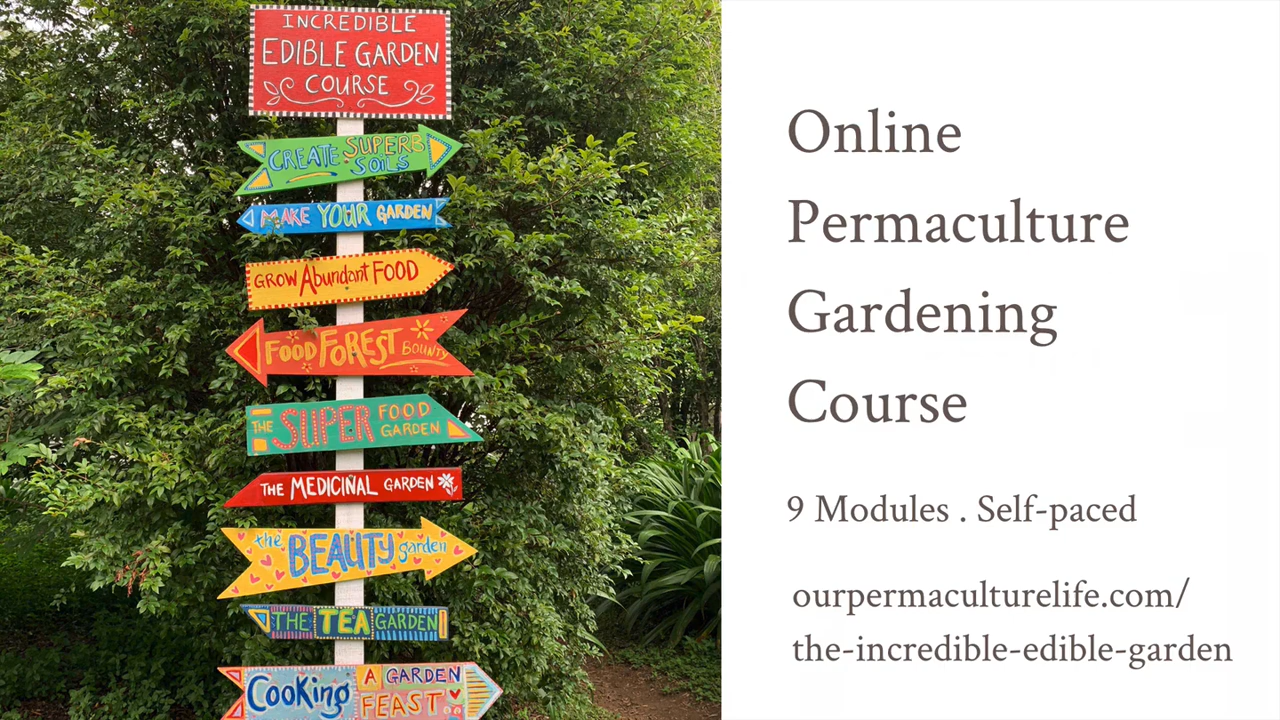 INCREDIBLE
EDIBLE GARDEN
COURSE
CREATE SUPERB
SOILS
MAKE YOUR GARDEN
GROW Abundant FOOD
FOOD FOREST BOUNTY
THE SUPER FOOD
GARDEN
THE MEDICINAL GARDEN
the BEAUTY garden
THE TEA GARDEN
COOKING A GARDEN
FEAST
Online
Permaculture
Gardening
Course
9 Modules . Self-paced
ourpermaculturelife.com/
the-incredible-edible-garden